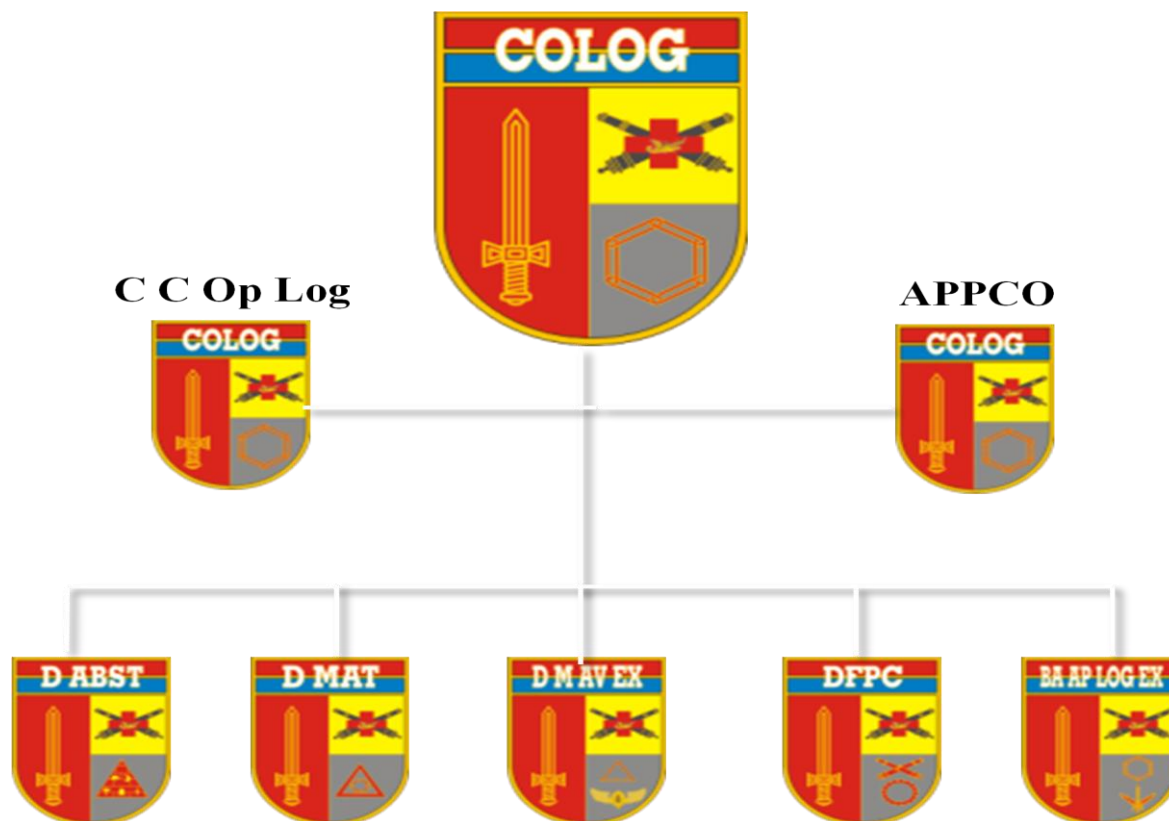 COLOG
C C Op Log
APPCO
COLOG
COLOG
D ABST
D MAT
D M AV EX
DFPC
BA AP LOG EX